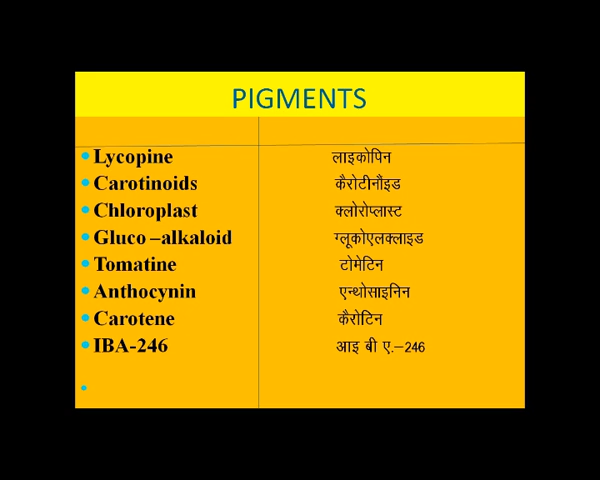 PIGMENTS
Lycopine लाइकोपिन
Carotinoids कैरोटीनौंइड
Chloroplast क्लोरोप्लास्ट
Gluco –alkaloid ग्लूकोएलक्लाइड
Tomatine टोमेटिन
Anthocynin एन्थोसाइनिन
Carotene कैरोटिन
IBA-246 आइ बी ए.–246